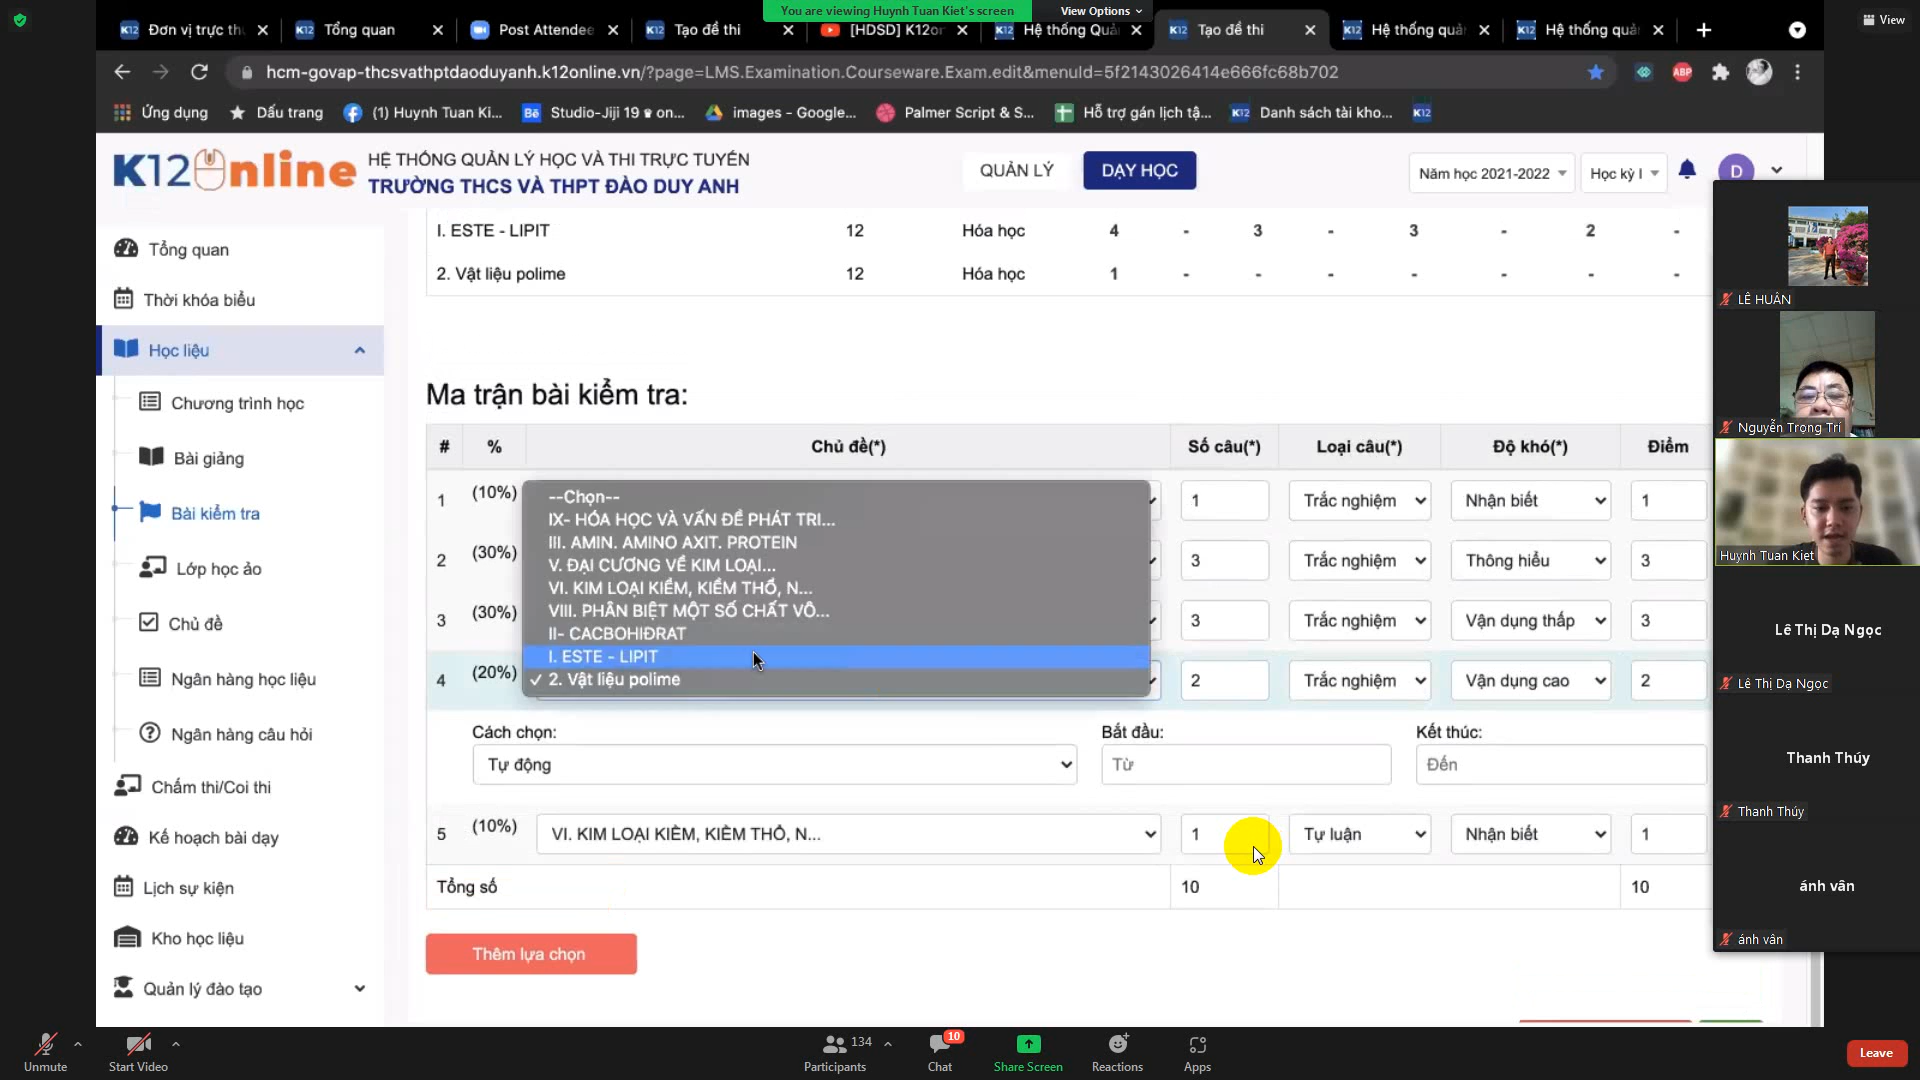 You are viewing Huynh Tuan Kiet's screen
View Options
View
Đơn vị trực th
Tổng quan
Post Attendee
Tạo đề thi
[HDSD] K12on
Hệ thống Quả
Tạo đề thi
Hệ thống quả
Hệ thống quả
hcm-govap-thcsvathptdaoduyanh.k12online.vn/?page=LMS.Examination.Courseware.Exam.edit&menuId=5f2143026414e666fc68b702
ABP
Ứng dụng
Dấu trang
(1) Huynh Tuan Ki...
Studio-Jiji 19 ♛ on...
images - Google...
Palmer Script & S...
Hỗ trợ gán lịch tậ...
Danh sách tài kho...
K12
K12Online
HỆ THỐNG QUẢN LÝ HỌC VÀ THI TRỰC TUYẾN
TRƯỜNG THCS VÀ THPT ĐÀO DUY ANH
QUẢN LÝ
DẠY HỌC
Năm học 2021-2022
Học kỳ I
D
Tổng quan
Thời khóa biểu
Học liệu
Chương trình học
Bài giảng
Bài kiểm tra
Lớp học ảo
Chủ đề
Ngân hàng học liệu
Ngân hàng câu hỏi
Chấm thi/Coi thi
Kế hoạch bài dạy
Lịch sự kiện
Kho học liệu
Quản lý đào tạo
I. ESTE - LIPIT 12 Hóa học 4 - 3 - 3 - 2 -
2. Vật liệu polime 12 Hóa học 1 - - - - - - -
Ma trận bài kiểm tra:
# % Chủ đề(*) Số câu(*) Loại câu(*) Độ khó(*) Điểm
1 (10%) 1 Trắc nghiệm Nhận biết 1
2 (30%) 3 Trắc nghiệm Thông hiểu 3
3 (30%) 3 Trắc nghiệm Vận dụng thấp 3
4 (20%) 2 Trắc nghiệm Vận dụng cao 2
--Chọn--
IX- HÓA HỌC VÀ VẤN ĐỀ PHÁT TRI...
III. AMIN. AMINO AXIT. PROTEIN
V. ĐẠI CƯƠNG VỀ KIM LOẠI...
VI. KIM LOẠI KIỀM, KIỀM THỔ, N...
VIII. PHÂN BIỆT MỘT SỐ CHẤT VÔ...
II- CACBOHIĐRAT
I. ESTE - LIPIT
✓ 2. Vật liệu polime
Cách chọn:
Tự động
Bắt đầu:
Từ
Kết thúc:
Đến
5 (10%) VI. KIM LOẠI KIỀM, KIỀM THỔ, N... 1 Tự luận Nhận biết 1
Tổng số 10 10
Thêm lựa chọn
LÊ HUÂN
Nguyễn Trọng Trí
Huynh Tuan Kiet
Lê Thị Dạ Ngọc
Lê Thị Dạ Ngọc
Thanh Thúy
Thanh Thúy
ánh vân
ánh vân
Unmute
Start Video
134
Participants
10
Chat
Share Screen
Reactions
Apps
Leave